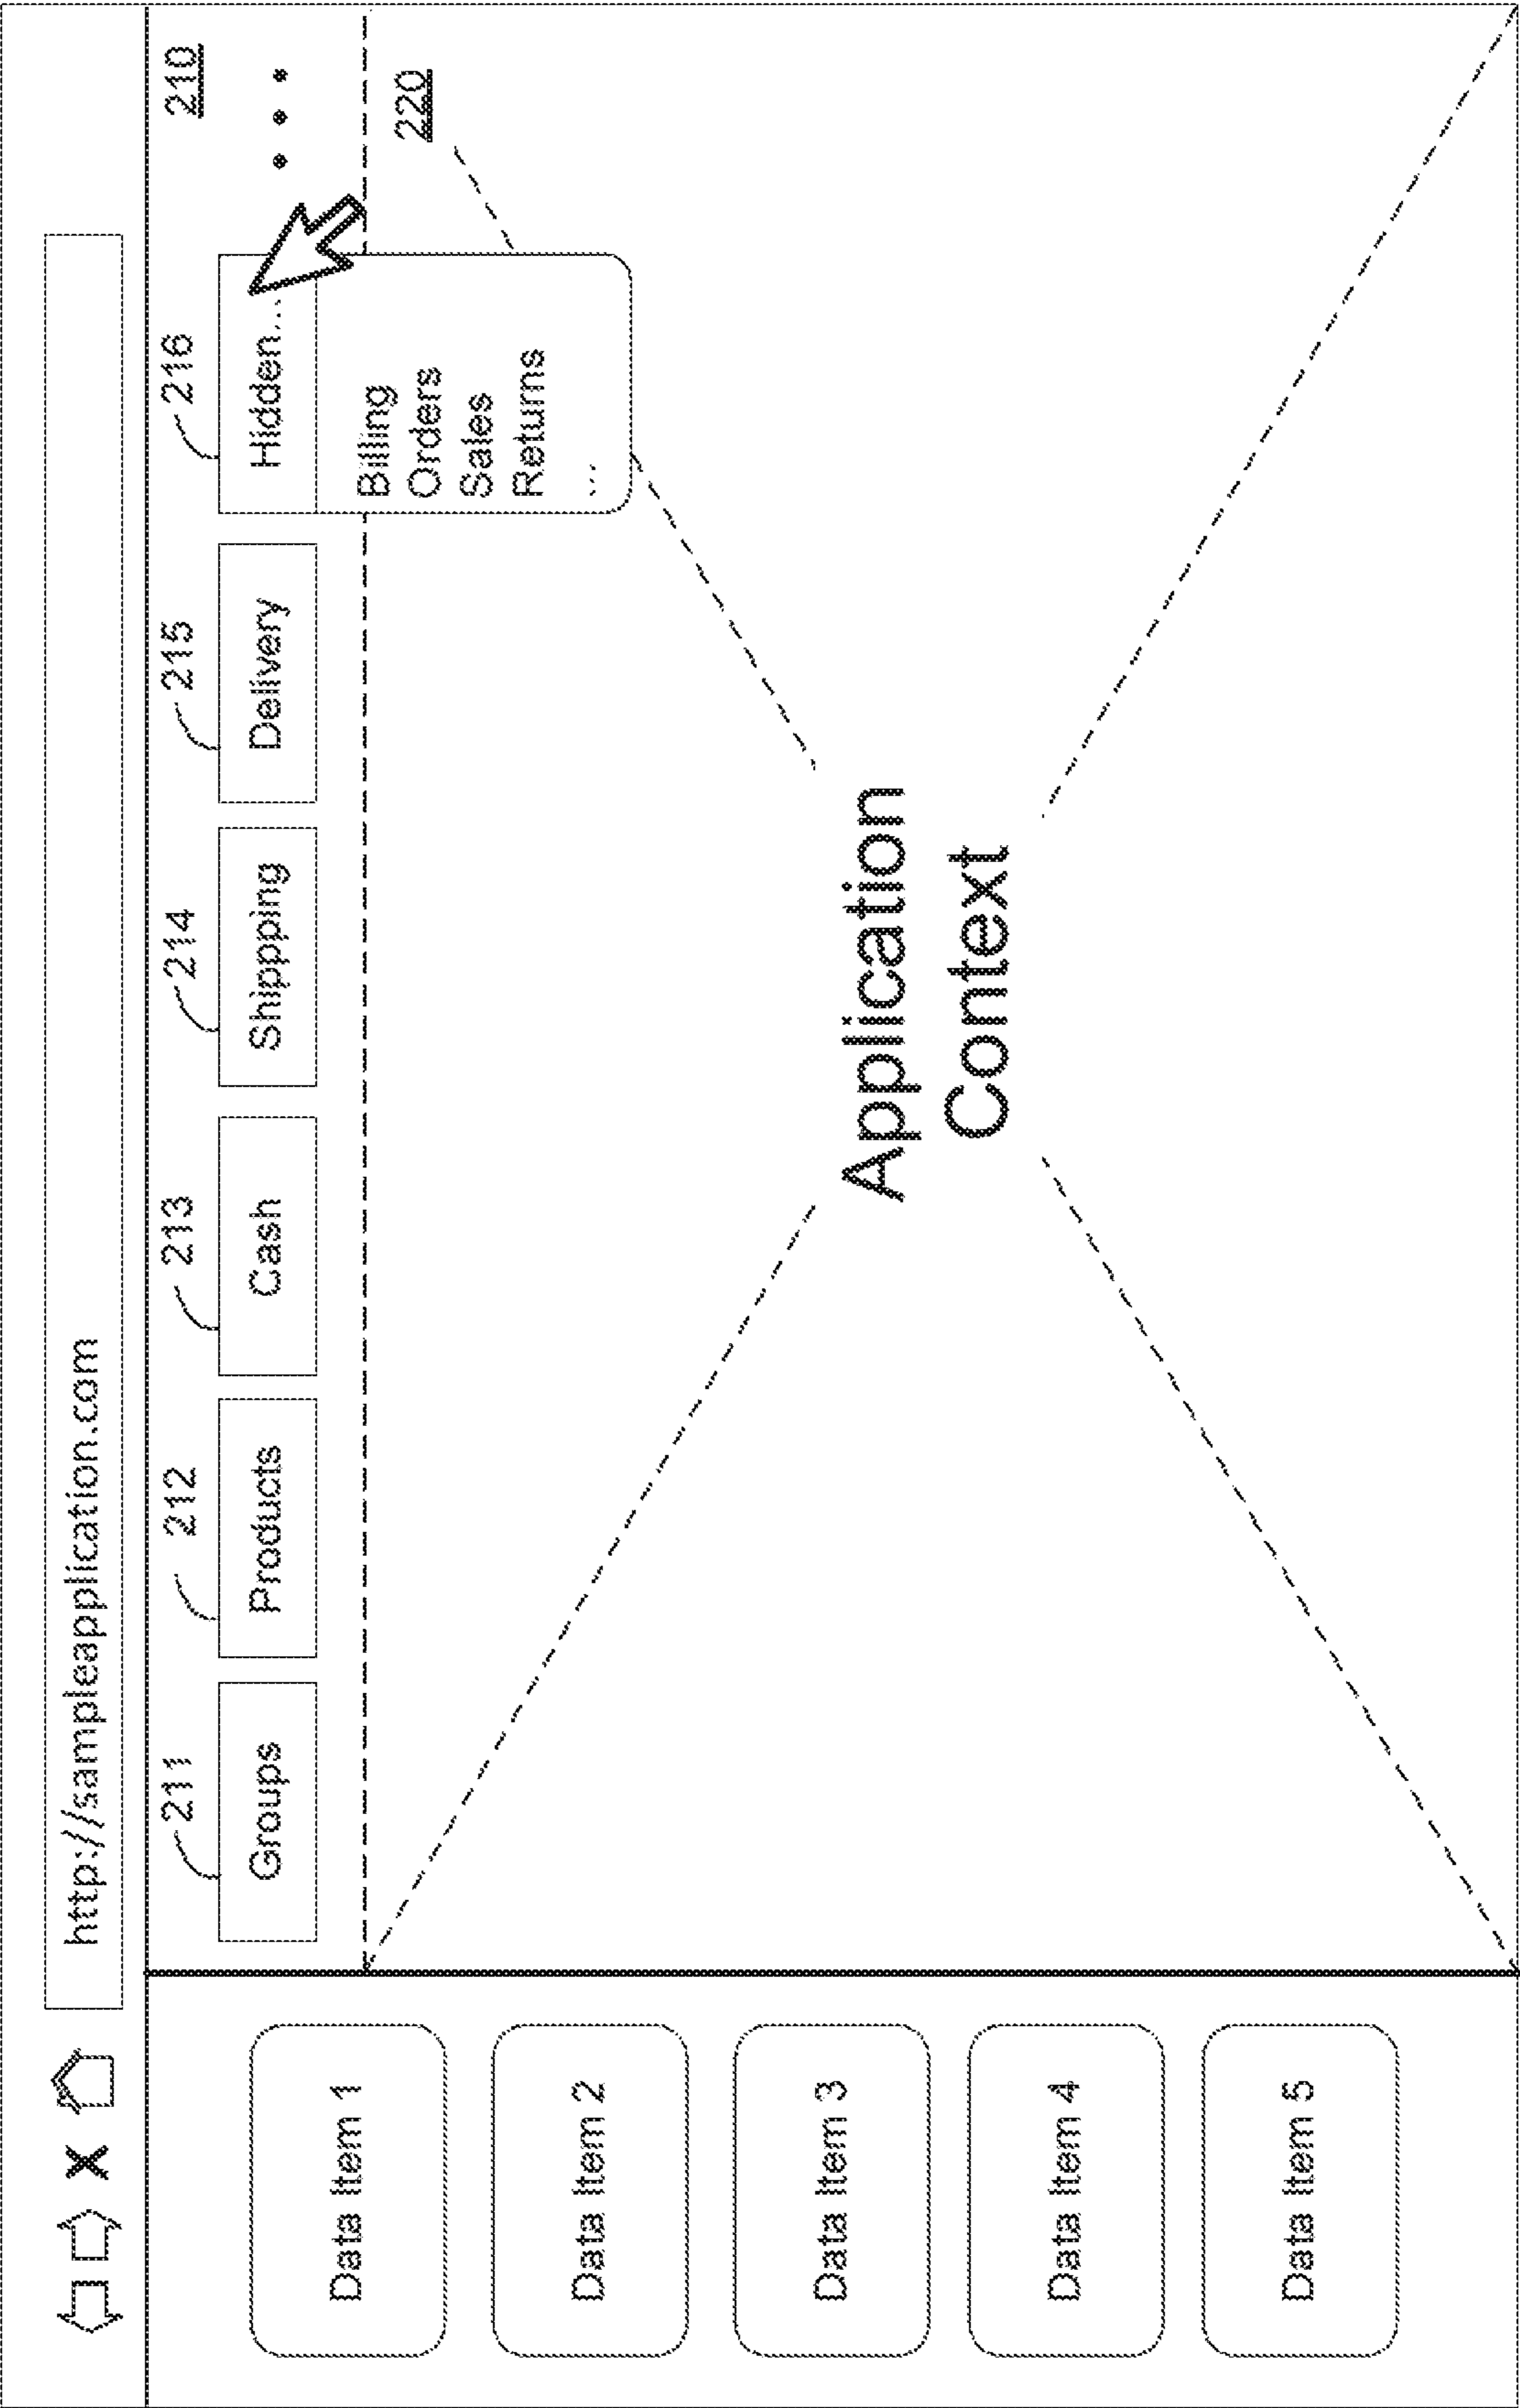 X http://sampleapplication.com
210
211 212 213 214 215 216
Groups Products Cash Shipping Delivery Hidden... • • •
220
Billing
Orders
Sales
Returns
...
Data Item 1
Data Item 2
Data Item 3
Data Item 4
Data Item 5
Application
Context